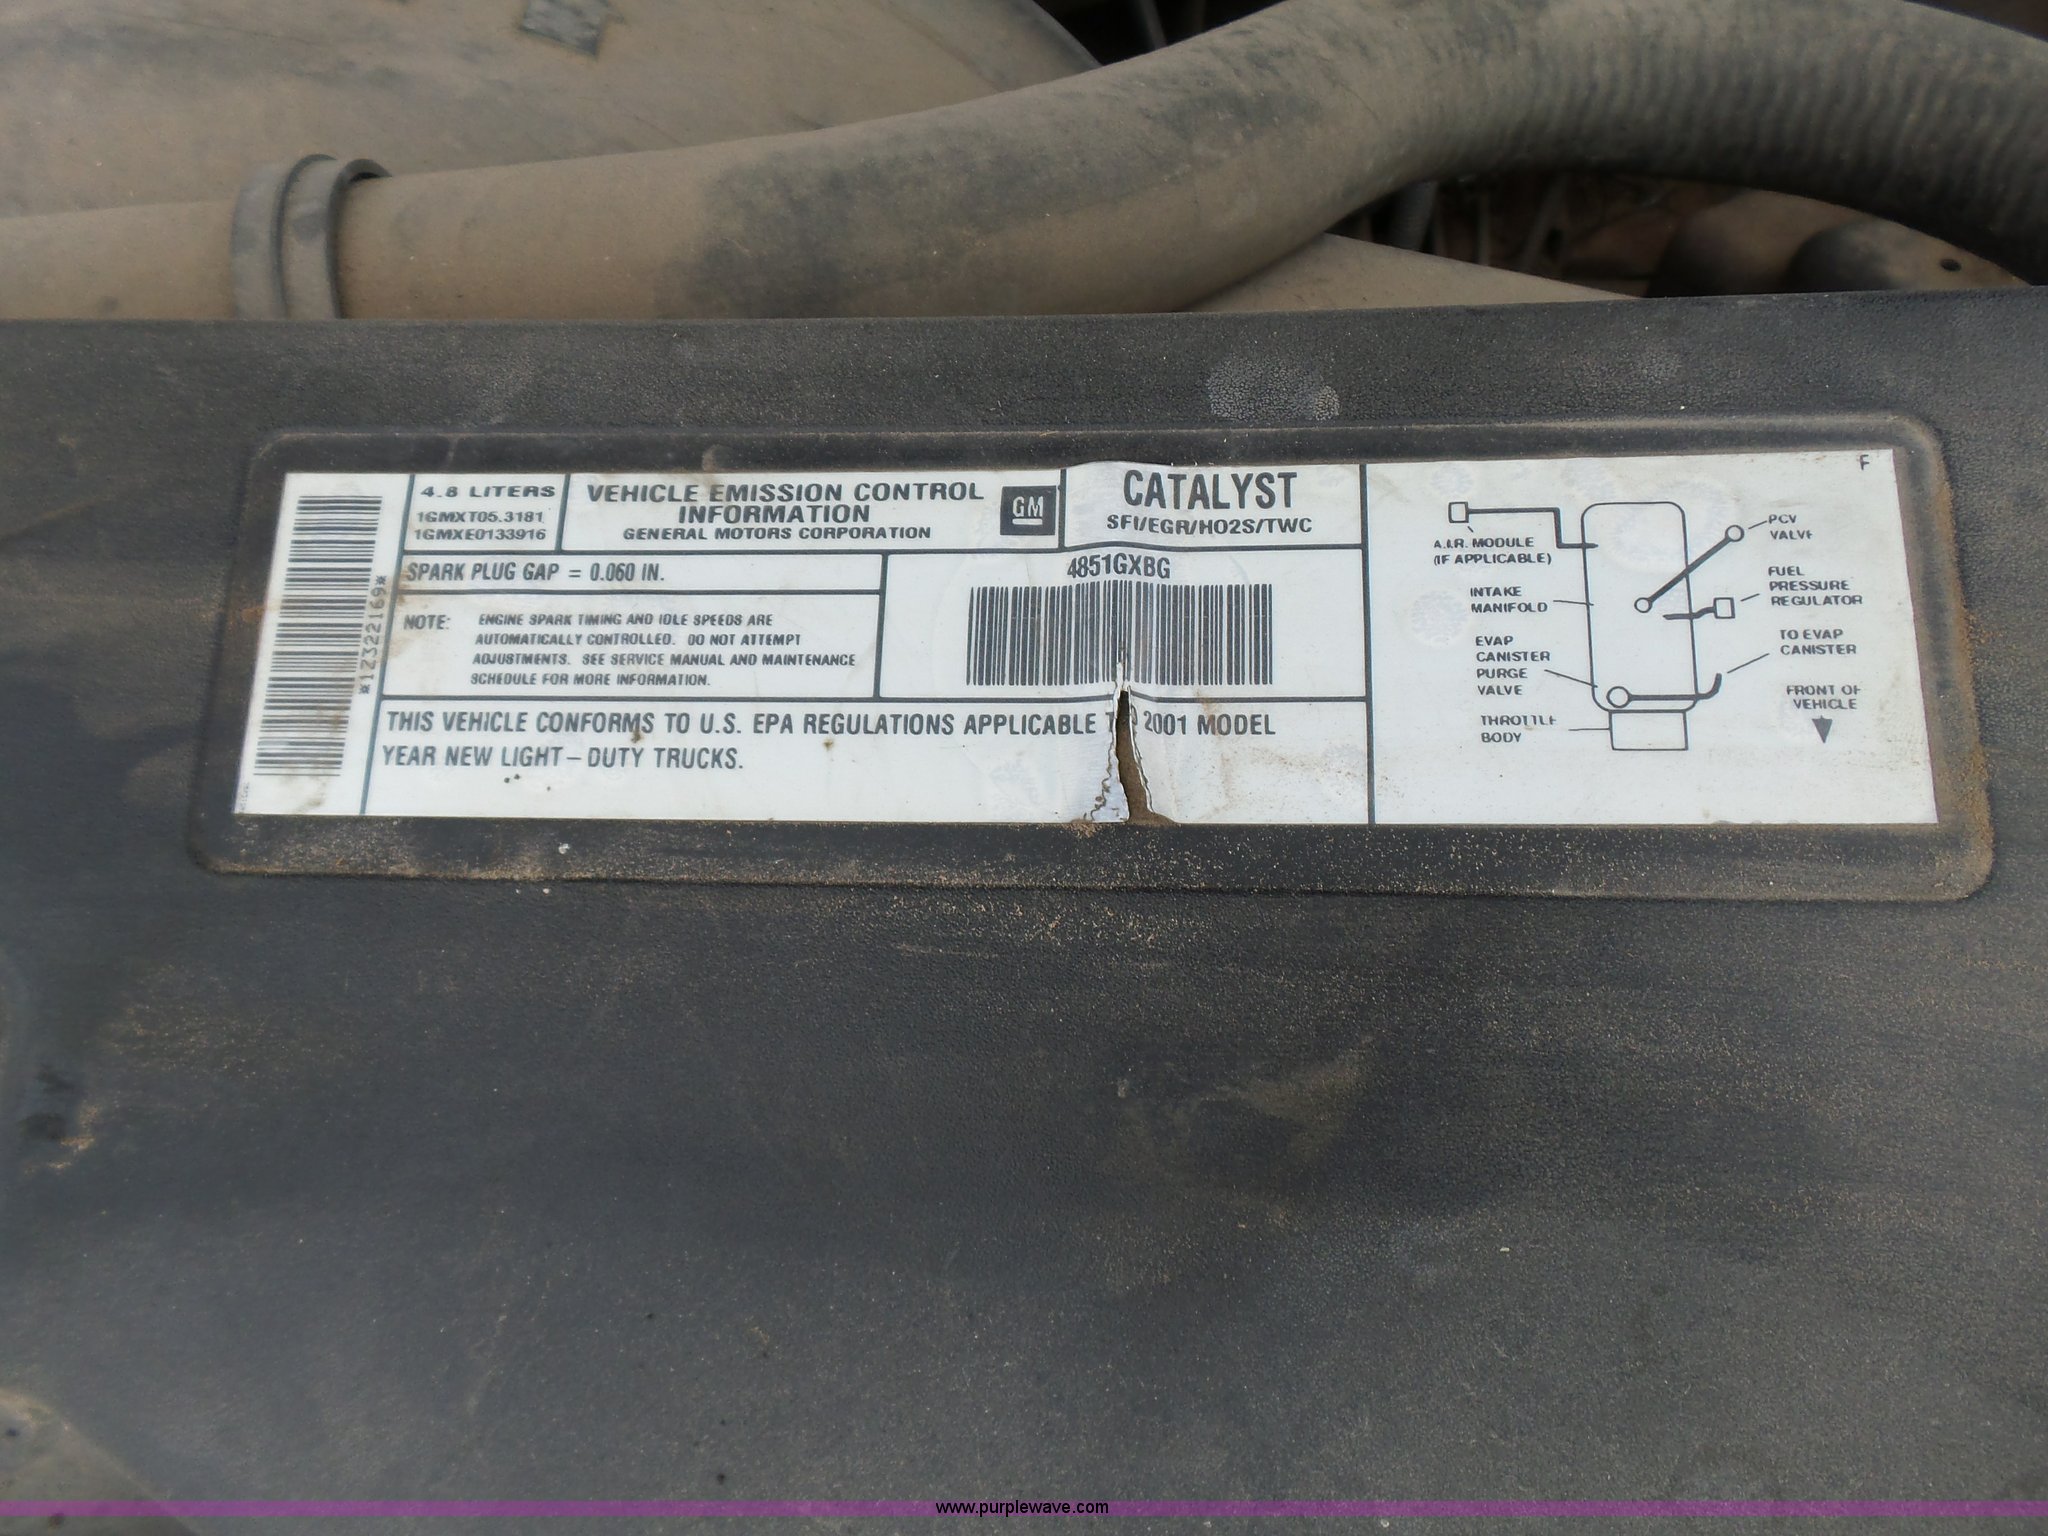 4.8 LITERS
1GMXT05.3181
1GMXE0133916
VEHICLE EMISSION CONTROL
INFORMATION
GENERAL MOTORS CORPORATION
GM
CATALYST
SFI/EGR/HO2S/TWC
*12322169*
SPARK PLUG GAP = 0.060 IN.
NOTE: ENGINE SPARK TIMING AND IDLE SPEEDS ARE
AUTOMATICALLY CONTROLLED. DO NOT ATTEMPT
ADJUSTMENTS. SEE SERVICE MANUAL AND MAINTENANCE
SCHEDULE FOR MORE INFORMATION.
4851GXBG
THIS VEHICLE CONFORMS TO U.S. EPA REGULATIONS APPLICABLE TO 2001 MODEL
YEAR NEW LIGHT-DUTY TRUCKS.
F
A.I.R. MODULE
(IF APPLICABLE)
INTAKE
MANIFOLD
EVAP
CANISTER
PURGE
VALVE
THROTTLE
BODY
PCV
VALVE
FUEL
PRESSURE
REGULATOR
TO EVAP
CANISTER
FRONT OF
VEHICLE
www.purplewave.com